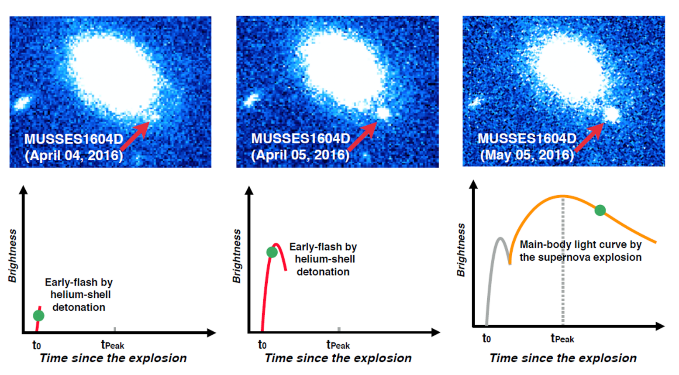 MUSSES1604D
(April 04, 2016)
MUSSES1604D
(April 05, 2016)
MUSSES1604D
(May 05, 2016)
Brightness
Early-flash by
helium-shell
detonation
t0
tPeak
Time since the explosion
Brightness
Early-flash by
helium-shell
detonation
t0
tPeak
Time since the explosion
Brightness
Main-body light curve by
the supernova explosion
t0
tPeak
Time since the explosion